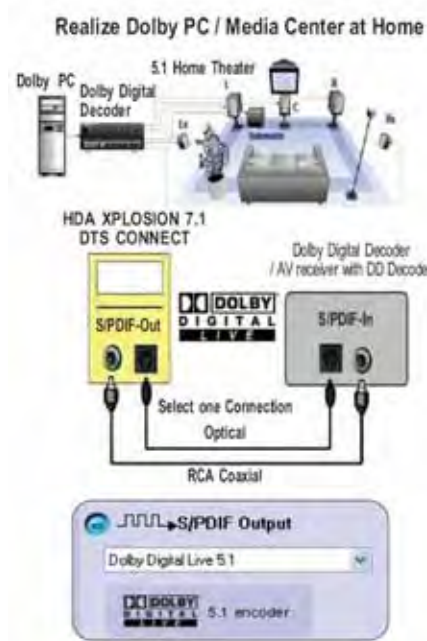 Realize Dolby PC / Media Center at Home
5.1 Home Theater
Dolby PC
Dolby Digital
Decoder
L
R
C
Subwoofer
HDA XPLOSION 7.1
DTS CONNECT
Dolby Digital Decoder
/ AV receiver with DD Decode
S/PDIF-Out
DOLBY
DIGITAL
LIVE
S/PDIF-In
Select one Connection
Optical
RCA Coaxial
S/PDIF Output
Dolby Digital Live 5.1
DOLBY
DIGITAL
LIVE
5.1 encoder